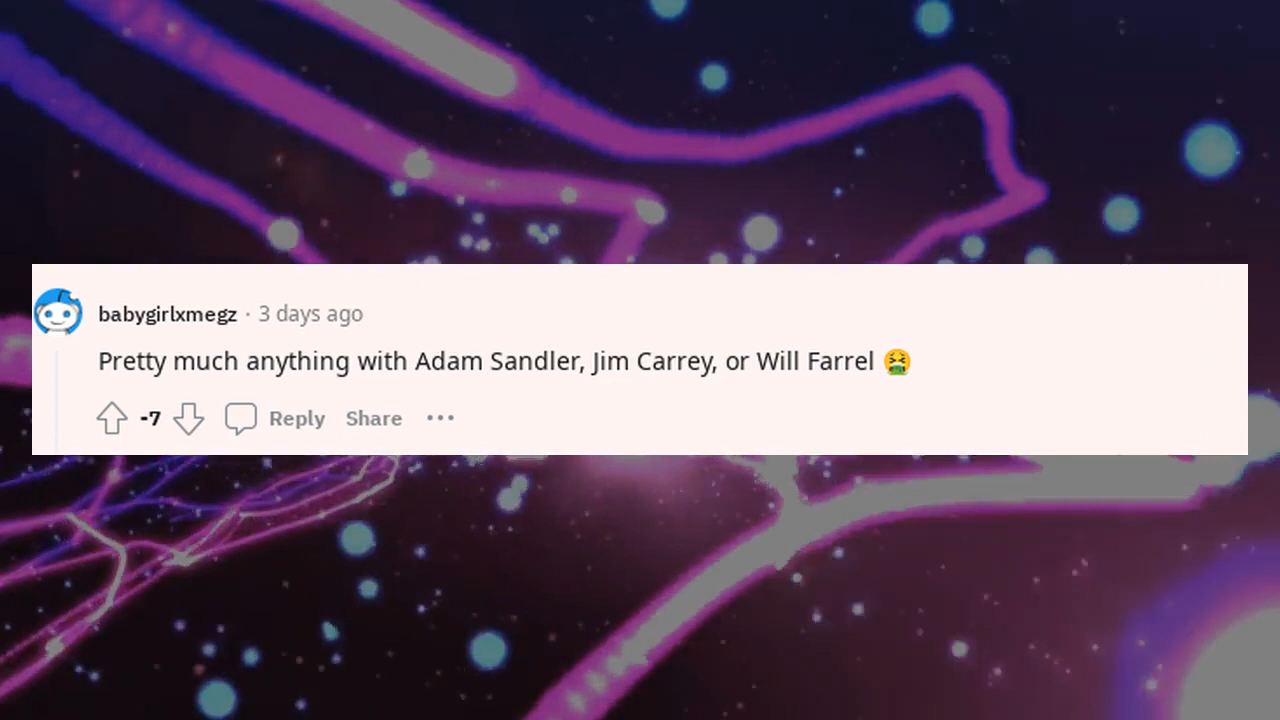 babygirlxmegz · 3 days ago
Pretty much anything with Adam Sandler, Jim Carrey, or Will Farrel 🤮
-7 Reply Share ···